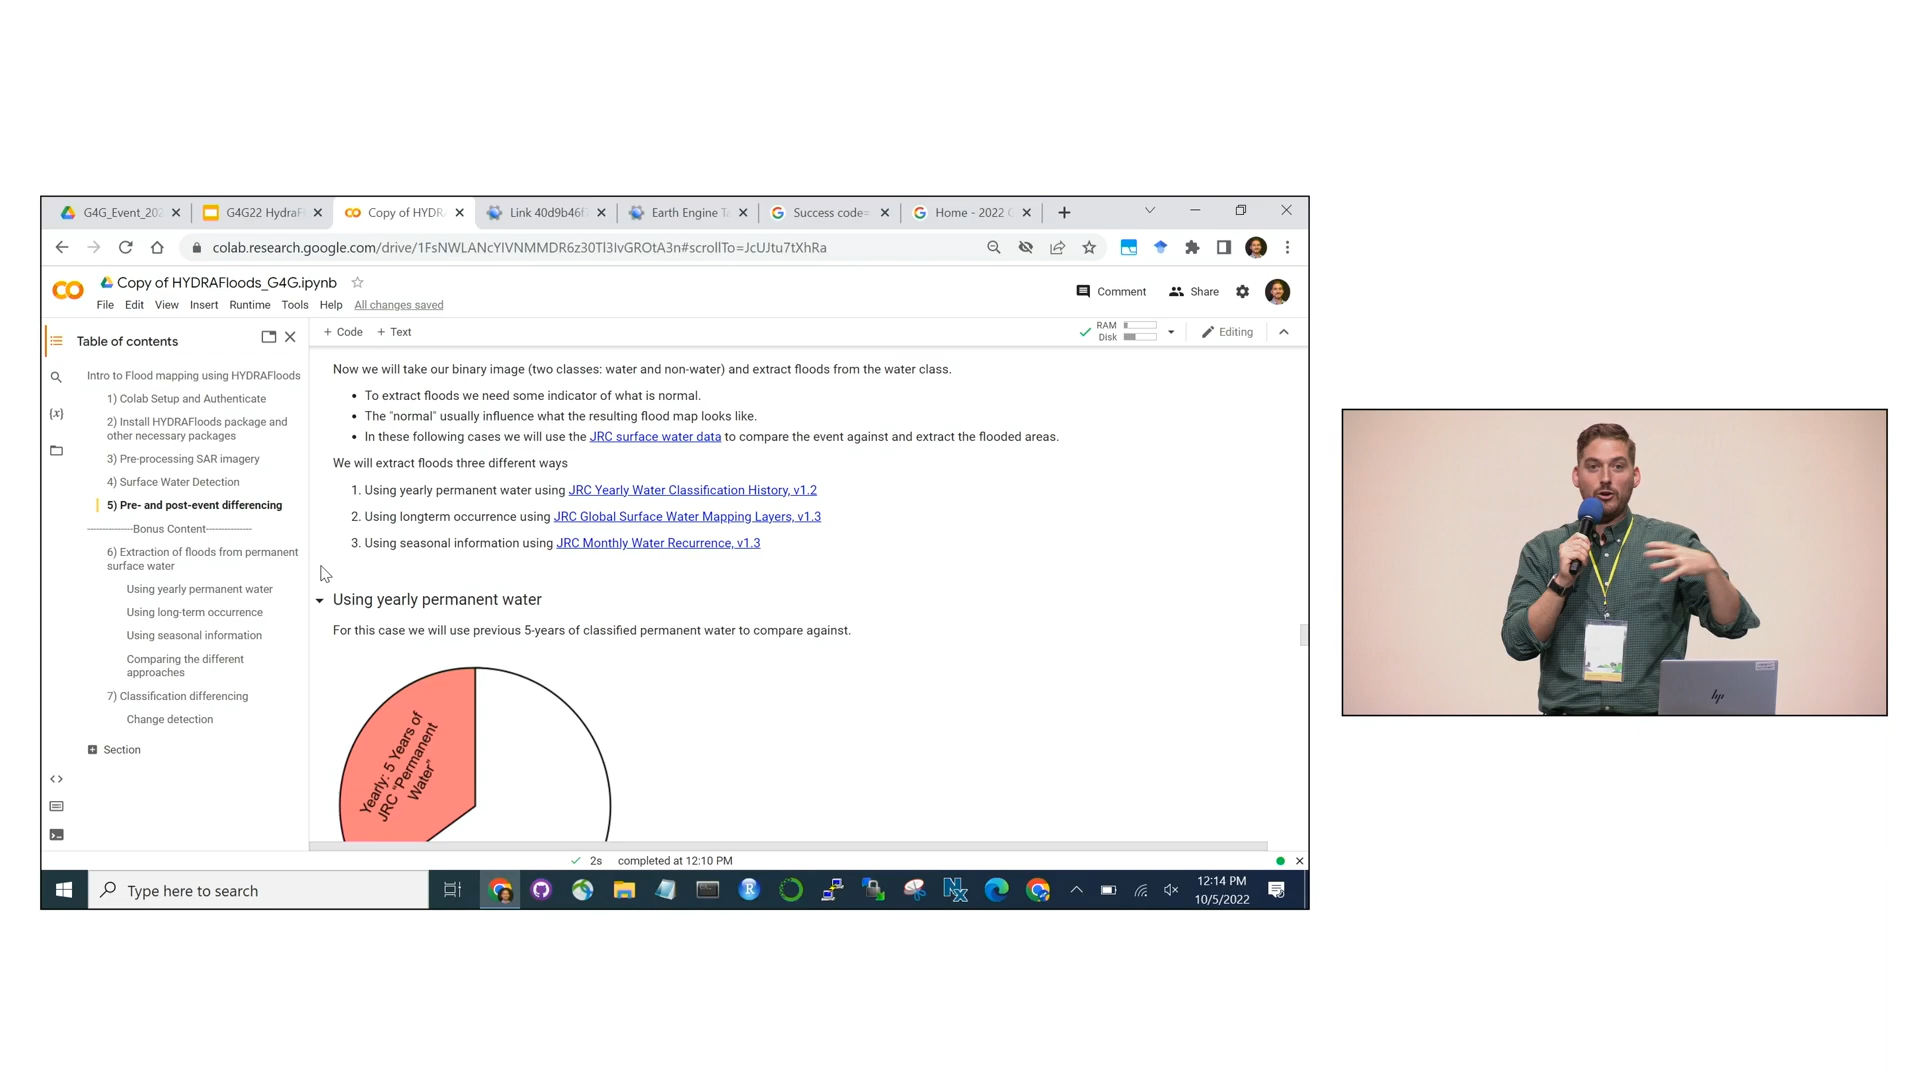 G4G_Event_202
G4G22 HydraF
Copy of HYDR
Link 40d9b46f
Earth Engine T
Success code=
Home - 2022
colab.research.google.com/drive/1FsNWLANcYIVNMMDR6z30Tl3IvGROtA3n#scrollTo=JcUJtu7tXhRa
Copy of HYDRAFloods_G4G.ipynb
File Edit View Insert Runtime Tools Help All changes saved
Comment
Share
Table of contents
+ Code + Text
RAM
Disk
Editing
Intro to Flood mapping using HYDRAFloods
1) Colab Setup and Authenticate
2) Install HYDRAFloods package and
other necessary packages
3) Pre-processing SAR imagery
4) Surface Water Detection
5) Pre- and post-event differencing
---------------Bonus Content---------------
6) Extraction of floods from permanent
surface water
Using yearly permanent water
Using long-term occurrence
Using seasonal information
Comparing the different
approaches
7) Classification differencing
Change detection
Section
Now we will take our binary image (two classes: water and non-water) and extract floods from the water class.
• To extract floods we need some indicator of what is normal.
• The "normal" usually influence what the resulting flood map looks like.
• In these following cases we will use the JRC surface water data to compare the event against and extract the flooded areas.
We will extract floods three different ways
1. Using yearly permanent water using JRC Yearly Water Classification History, v1.2
2. Using longterm occurrence using JRC Global Surface Water Mapping Layers, v1.3
3. Using seasonal information using JRC Monthly Water Recurrence, v1.3
Using yearly permanent water
For this case we will use previous 5-years of classified permanent water to compare against.
Yearly: 5 Years of
JRC "Permanent
Water"
2s completed at 12:10 PM
Type here to search
12:14 PM
10/5/2022
hp